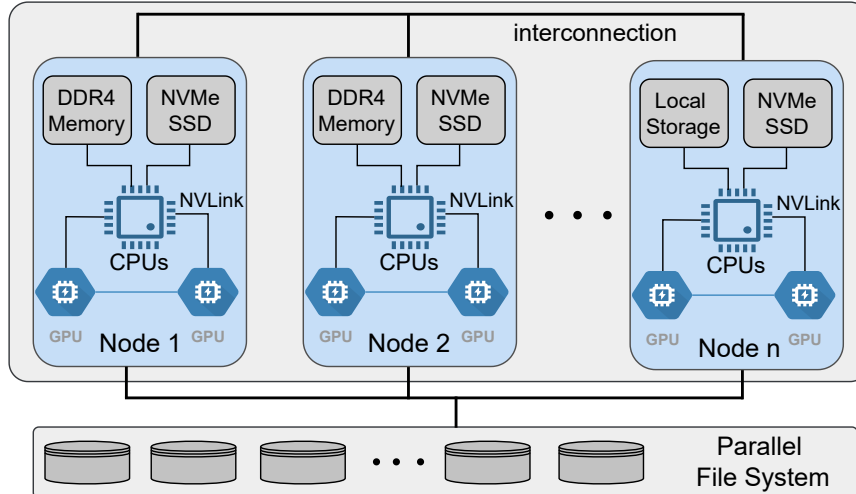 interconnection
DDR4
Memory
NVMe
SSD
NVLink
CPUs
GPU
GPU
Node 1
DDR4
Memory
NVMe
SSD
NVLink
CPUs
GPU
GPU
Node 2
Local
Storage
NVMe
SSD
NVLink
CPUs
GPU
GPU
Node n
Parallel
File System